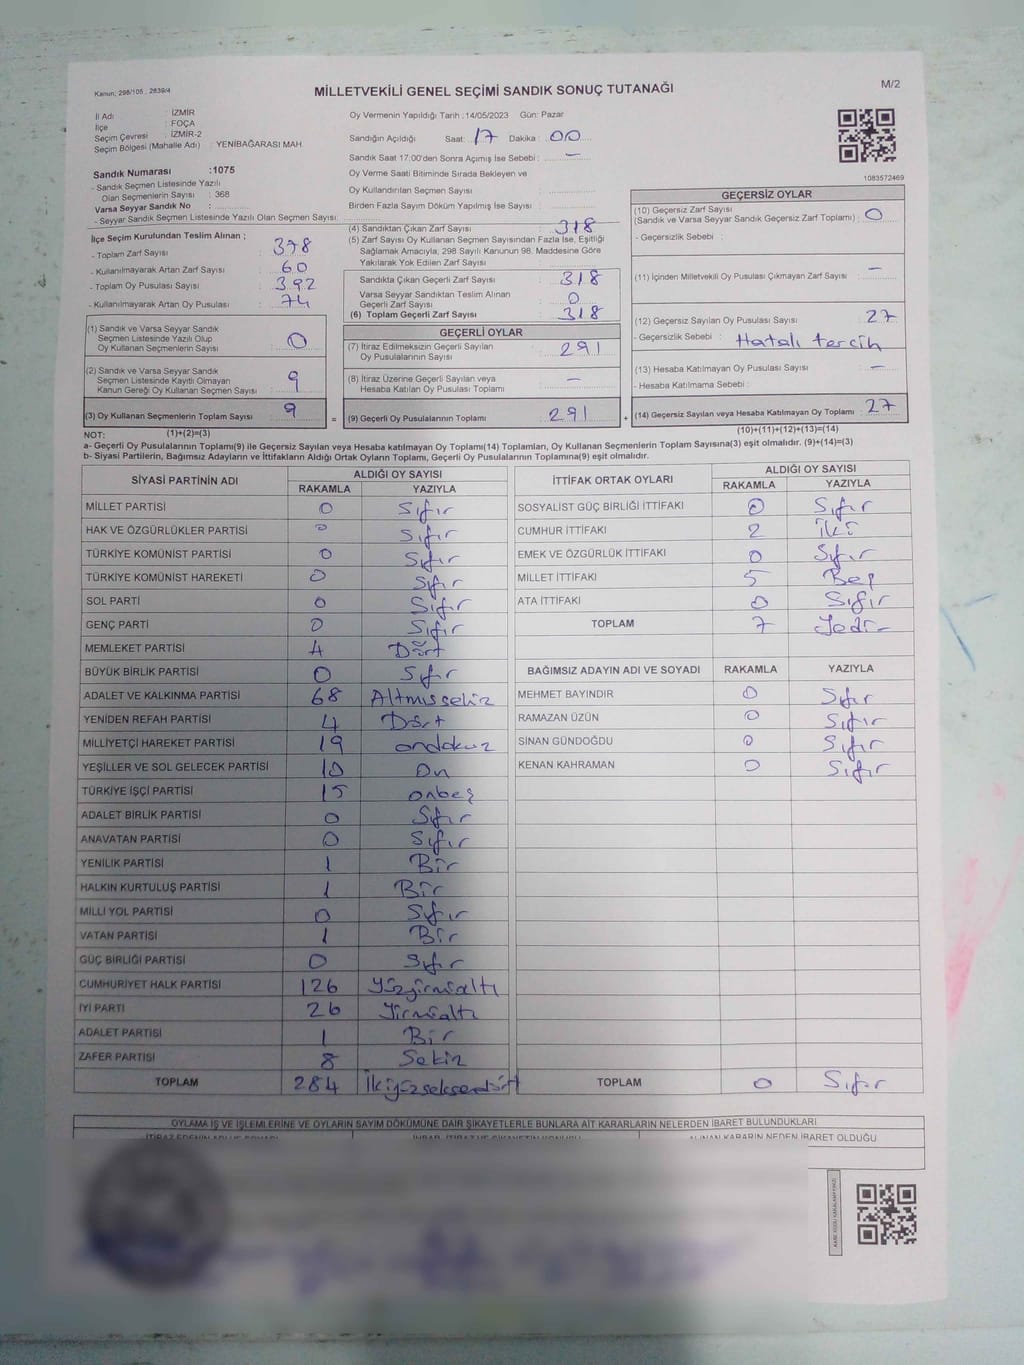 Kanun; 298/105 , 2839/4
MİLLETVEKİLİ GENEL SEÇİMİ SANDIK SONUÇ TUTANAĞI
M/2
İl Adı : İZMİR
İlçe : FOÇA
Seçim Çevresi : İZMİR-2
Seçim Bölgesi (Mahalle Adı) : YENİBAĞARASI MAH.
Sandık Numarası :1075
- Sandık Seçmen Listesinde Yazılı
Olan Seçmenlerin Sayısı : 368
Varsa Seyyar Sandık No :
- Seyyar Sandık Seçmen Listesinde Yazılı Olan Seçmen Sayısı:
Oy Vermenin Yapıldığı Tarih :14/05/2023 Gün: Pazar
Sandığın Açıldığı Saat: 17 Dakika : 00
Sandık Saat 17:00'den Sonra Açımış İse Sebebi : -
Oy Verme Saati Bitiminde Sırada Bekleyen ve
Oy Kullandırılan Seçmen Sayısı :
Birden Fazla Sayım Döküm Yapılmış İse Sayısı :
1083572469
İlçe Seçim Kurulundan Teslim Alınan ;
- Toplam Zarf Sayısı : 378
- Kullanılmayarak Artan Zarf Sayısı : 60
- Toplam Oy Pusulası Sayısı : 392
- Kullanılmayarak Artan Oy Pusulası : 74
(4) Sandıktan Çıkan Zarf Sayısı : 318
(5) Zarf Sayısı Oy Kullanan Seçmen Sayısından Fazla İse, Eşitliği
Sağlamak Amacıyla, 298 Sayılı Kanunun 98. Maddesine Göre
Yakılarak Yok Edilen Zarf Sayısı :
Sandıkta Çıkan Geçerli Zarf Sayısı : 318
Varsa Seyyar Sandıktan Teslim Alınan
Geçerli Zarf Sayısı : 0
(6) Toplam Geçerli Zarf Sayısı : 318
GEÇERSİZ OYLAR
(10) Geçersiz Zarf Sayısı
(Sandık ve Varsa Seyyar Sandık Geçersiz Zarf Toplamı) : 0
- Geçersizlik Sebebi :
(11) İçinden Milletvekili Oy Pusulası Çıkmayan Zarf Sayısı : -
(12) Geçersiz Sayılan Oy Pusulası Sayısı : 27
- Geçersizlik Sebebi : Hatalı tercih
(13) Hesaba Katılmayan Oy Pusulası Sayısı : -
- Hesaba Katılmama Sebebi :
(14) Geçersiz Sayılan veya Hesaba Katılmayan Oy Toplamı : 27
(10)+(11)+(12)+(13)=(14)
(1) Sandık ve Varsa Seyyar Sandık
Seçmen Listesinde Yazılı Olup
Oy Kullanan Seçmenlerin Sayısı : 0
(2) Sandık ve Varsa Seyyar Sandık
Seçmen Listesinde Kayıtlı Olmayan
Kanun Gereği Oy Kullanan Seçmen Sayısı : 9
(3) Oy Kullanan Seçmenlerin Toplam Sayısı : 9 =
(1)+(2)=(3)
GEÇERLİ OYLAR
(7) İtiraz Edilmeksizin Geçerli Sayılan
Oy Pusulalarının Sayısı : 291
(8) İtiraz Üzerine Geçerli Sayılan veya
Hesaba Katılan Oy Pusulası Toplamı : -
(9) Geçerli Oy Pusulalarının Toplamı : 291 +
NOT:
a- Geçerli Oy Pusulalarının Toplamı(9) ile Geçersiz Sayılan veya Hesaba katılmayan Oy Toplamı(14) Toplamları, Oy Kullanan Seçmenlerin Toplam Sayısına(3) eşit olmalıdır. (9)+(14)=(3)
b- Siyasi Partilerin, Bağımsız Adayların ve İttifakların Aldığı Ortak Oyların Toplamı, Geçerli Oy Pusulalarının Toplamına(9) eşit olmalıdır.
SİYASİ PARTİNİN ADI ALDIĞI OY SAYISI
RAKAMLA YAZIYLA
MİLLET PARTİSİ 0 Sıfır
HAK VE ÖZGÜRLÜKLER PARTİSİ 0 Sıfır
TÜRKİYE KOMÜNİST PARTİSİ 0 Sıfır
TÜRKİYE KOMÜNİST HAREKETİ 0 Sıfır
SOL PARTİ 0 Sıfır
GENÇ PARTİ 0 Sıfır
MEMLEKET PARTİSİ 4 Dört
BÜYÜK BİRLİK PARTİSİ 0 Sıfır
ADALET VE KALKINMA PARTİSİ 68 Altmışsekiz
YENİDEN REFAH PARTİSİ 4 Dört
MİLLİYETÇİ HAREKET PARTİSİ 19 ondokuz
YEŞİLLER VE SOL GELECEK PARTİSİ 10 On
TÜRKİYE İŞÇİ PARTİSİ 15 onbeş
ADALET BİRLİK PARTİSİ 0 Sıfır
ANAVATAN PARTİSİ 0 Sıfır
YENİLİK PARTİSİ 1 Bir
HALKIN KURTULUŞ PARTİSİ 1 Bir
MİLLİ YOL PARTİSİ 0 Sıfır
VATAN PARTİSİ 1 Bir
GÜÇ BİRLİĞİ PARTİSİ 0 Sıfır
CUMHURİYET HALK PARTİSİ 126 Yüzyirmialtı
İYİ PARTİ 26 Yirmialtı
ADALET PARTİSİ 1 Bir
ZAFER PARTİSİ 8 Sekiz
TOPLAM 284 İkiyüzseksendört
İTTİFAK ORTAK OYLARI ALDIĞI OY SAYISI
RAKAMLA YAZIYLA
SOSYALİST GÜÇ BİRLİĞİ İTTİFAKI 0 Sıfır
CUMHUR İTTİFAKI 2 İki
EMEK VE ÖZGÜRLÜK İTTİFAKI 0 Sıfır
MİLLET İTTİFAKI 5 Beş
ATA İTTİFAKI 0 Sıfır
TOPLAM 7 Yedi
BAĞIMSIZ ADAYIN ADI VE SOYADI RAKAMLA YAZIYLA
MEHMET BAYINDIR 0 Sıfır
RAMAZAN ÜZÜN 0 Sıfır
SİNAN GÜNDOĞDU 0 Sıfır
KENAN KAHRAMAN 0 Sıfır
TOPLAM 0 Sıfır
OYLAMA İŞ VE İŞLEMLERİNE VE OYLARIN SAYIM DÖKÜMÜNE DAİR ŞİKAYETLERLE BUNLARA AİT KARARLARIN NELERDEN İBARET BULUNDUKLARI
ALINAN KARARIN NEDEN İBARET OLDUĞU